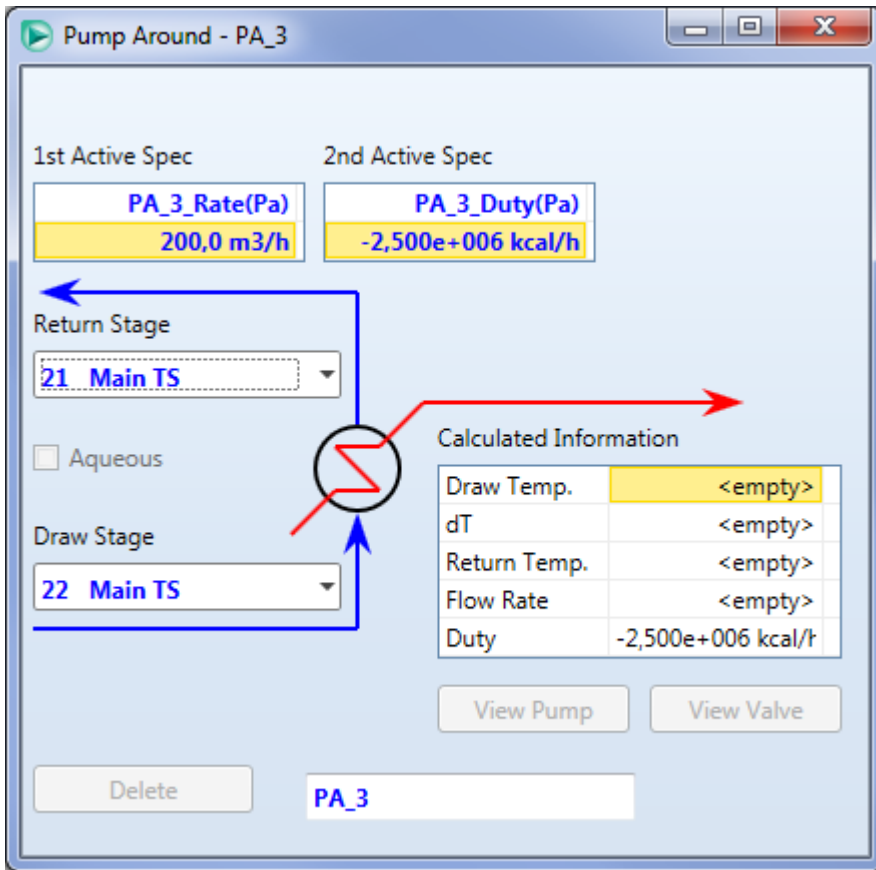 Pump Around - PA_3
1st Active Spec
2nd Active Spec
PA_3_Rate(Pa)
200,0 m3/h
PA_3_Duty(Pa)
-2,500e+006 kcal/h
Return Stage
21 Main TS
Aqueous
Draw Stage
22 Main TS
Calculated Information
Draw Temp. <empty>
dT <empty>
Return Temp. <empty>
Flow Rate <empty>
Duty -2,500e+006 kcal/h
View Pump
View Valve
Delete
PA_3